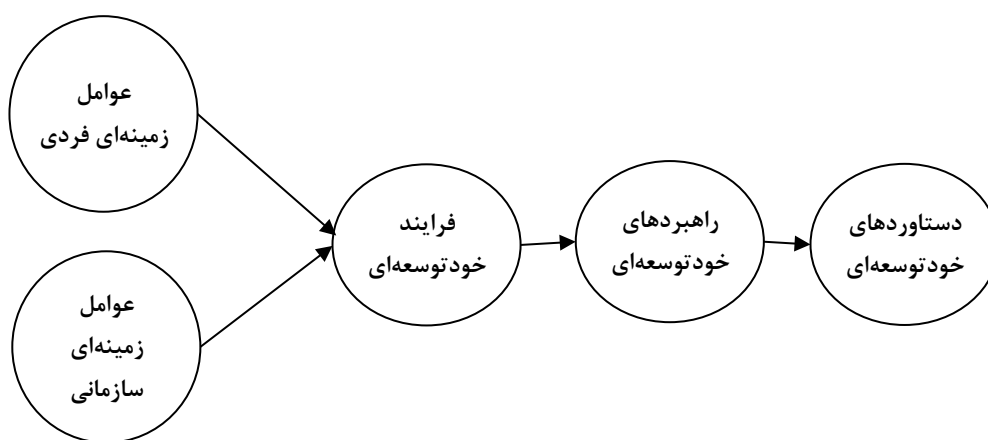 عوامل
زمینه‌ای فردی
عوامل
زمینه‌ای
سازمانی
فرایند
خودتوسعه‌ای
راهبردهای
خودتوسعه‌ای
دستاوردهای
خودتوسعه‌ای